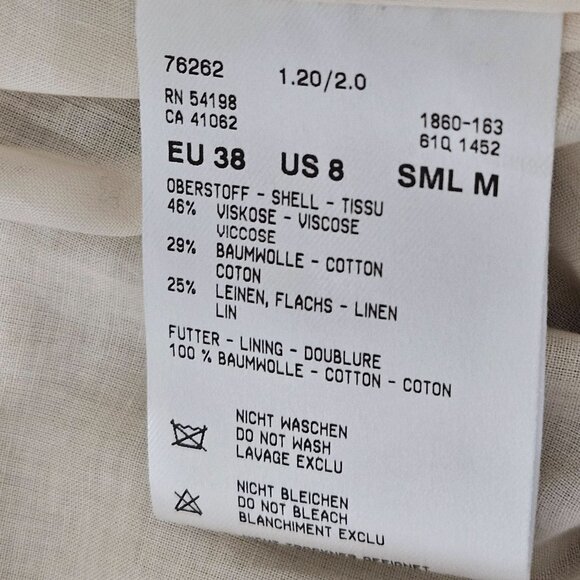 76262 1.20/2.0
RN 54198
CA 41062
1860-163
61Q 1452
EU 38 US 8 SML M
OBERSTOFF - SHELL - TISSU
46% VISKOSE - VISCOSE
VICCOSE
29% BAUMWOLLE - COTTON
COTON
25% LEINEN, FLACHS - LINEN
LIN
FUTTER - LINING - DOUBLURE
100 % BAUMWOLLE - COTTON - COTON
NICHT WASCHEN
DO NOT WASH
LAVAGE EXCLU
NICHT BLEICHEN
DO NOT BLEACH
BLANCHIMENT EXCLU